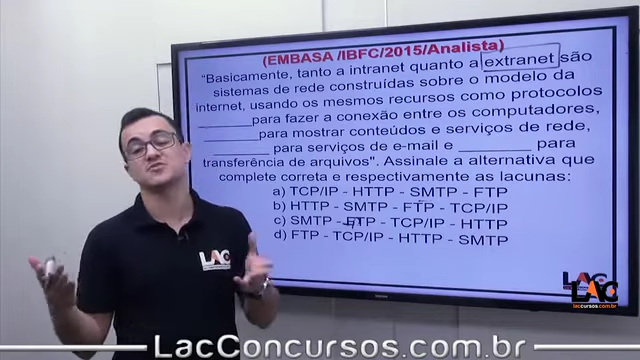 (EMBASA /IBFC/2015/Analista)
"Basicamente, tanto a intranet quanto a extranet são
sistemas de rede construídas sobre o modelo da
internet, usando os mesmos recursos como protocolos
________para fazer a conexão entre os computadores,
________para mostrar conteúdos e serviços de rede,
________ para serviços de e-mail e ________ para
transferência de arquivos". Assinale a alternativa que
complete correta e respectivamente as lacunas:
a) TCP/IP - HTTP - SMTP - FTP
b) HTTP - SMTP - FTP - TCP/IP
c) SMTP - FTP - TCP/IP - HTTP
d) FTP - TCP/IP - HTTP - SMTP
LAC
LAC
laccursos.com.br
LacConcursos.com.br